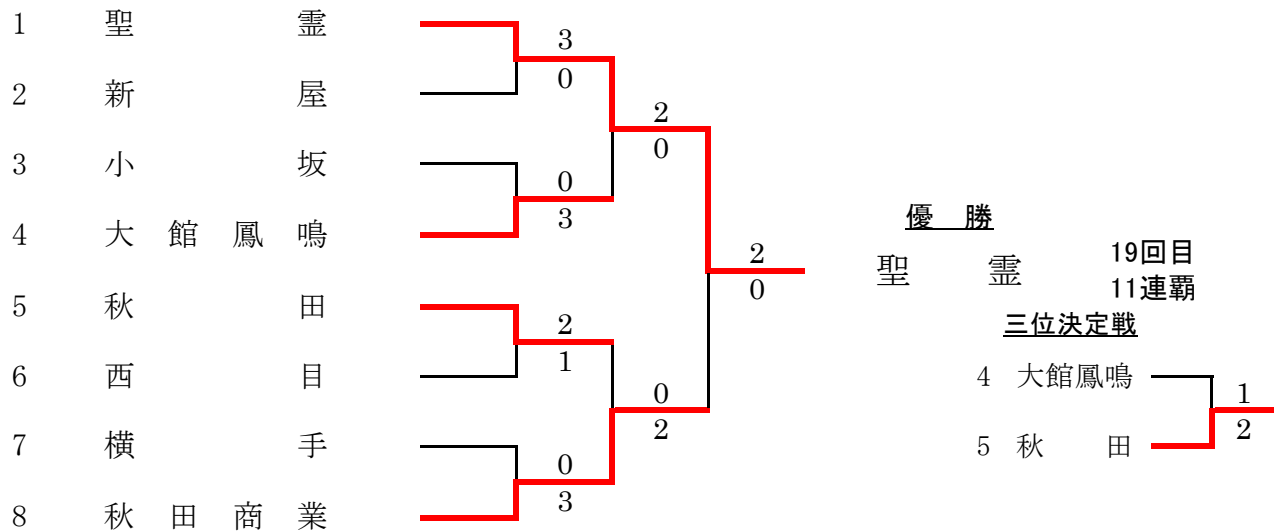 1 聖霊
3
0
2 新屋
2
0
3 小坂
0
3
4 大館鳳鳴
優 勝
2
0
聖霊 19回目
11連覇
5 秋田
2
1
三位決定戦
6 西目
4 大館鳳鳴
0
2
1
2
7 横手
5 秋田
0
3
8 秋田商業